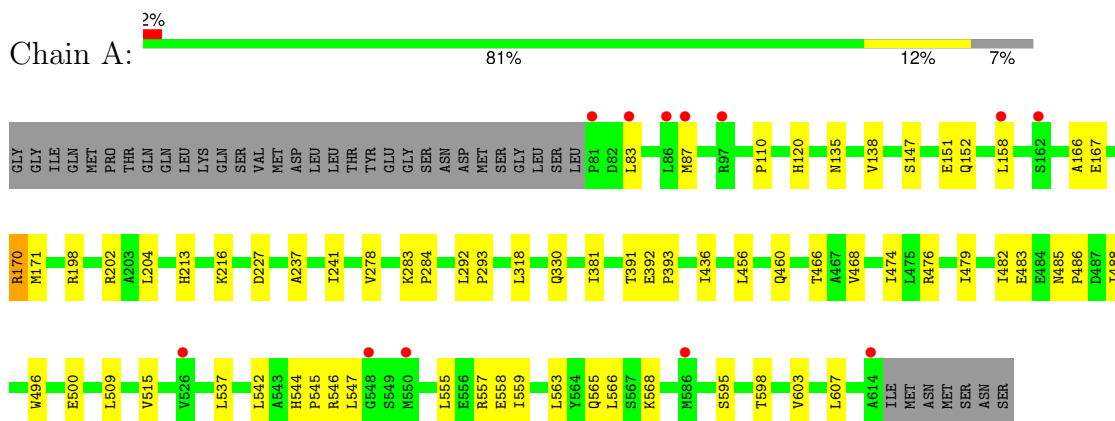 2%
Chain A:
81% 12% 7%
GLY GLY ILE GLN MET PRO THR GLN GLN LEU LYS GLN SER VAL MET ASP LEU LEU THR TYR GLU GLY SER ASN ASP MET SER GLY LEU SER LEU P81 D82 L83 L86 M87 R97 P110 H120 N135 V138 S147 E151 Q152 L158 S162 A166 E167
R170 M171 R198 R202 A203 L204 H213 K216 D227 A237 I241 V278 K283 P284 L292 P293 L318 Q330 I381 T391 E392 P393 I436 L456 Q460 T466 A467 V468 I474 L475 R476 I479 I482 E483 E484 N485 P486 D487 I488
W496 E500 L509 V515 V526 L537 L542 A543 H544 P545 R546 L547 G548 S549 M550 L555 E556 R557 E558 I559 L563 Y564 Q565 L566 S567 K568 M586 S595 T598 V603 L607 A614 ILE MET ASN MET SER ASN SER